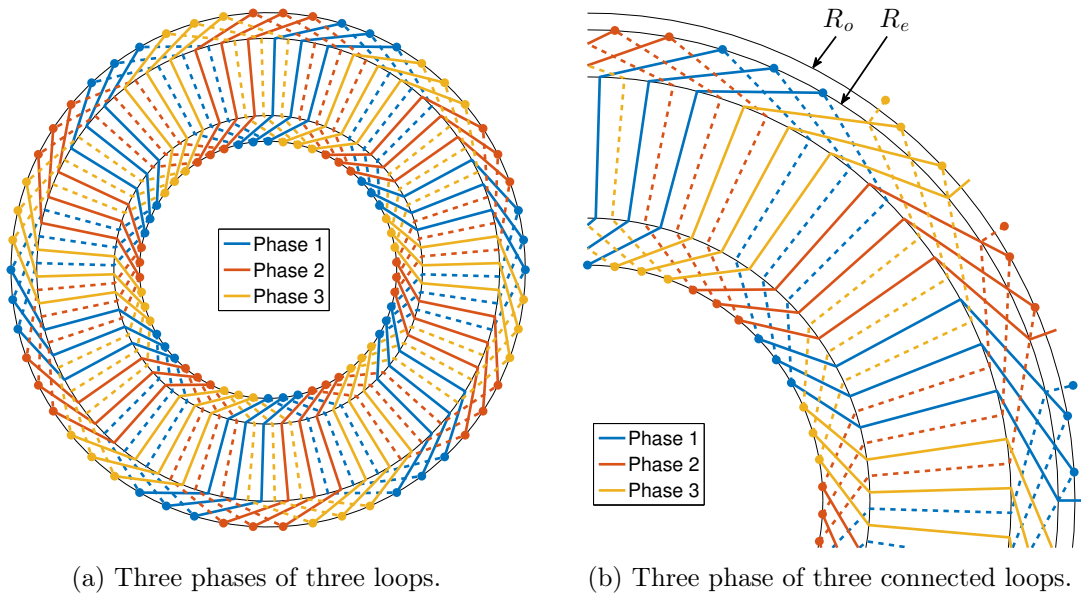 R_o
R_e
Phase 1
Phase 2
Phase 3
Phase 1
Phase 2
Phase 3
(a) Three phases of three loops.
(b) Three phase of three connected loops.